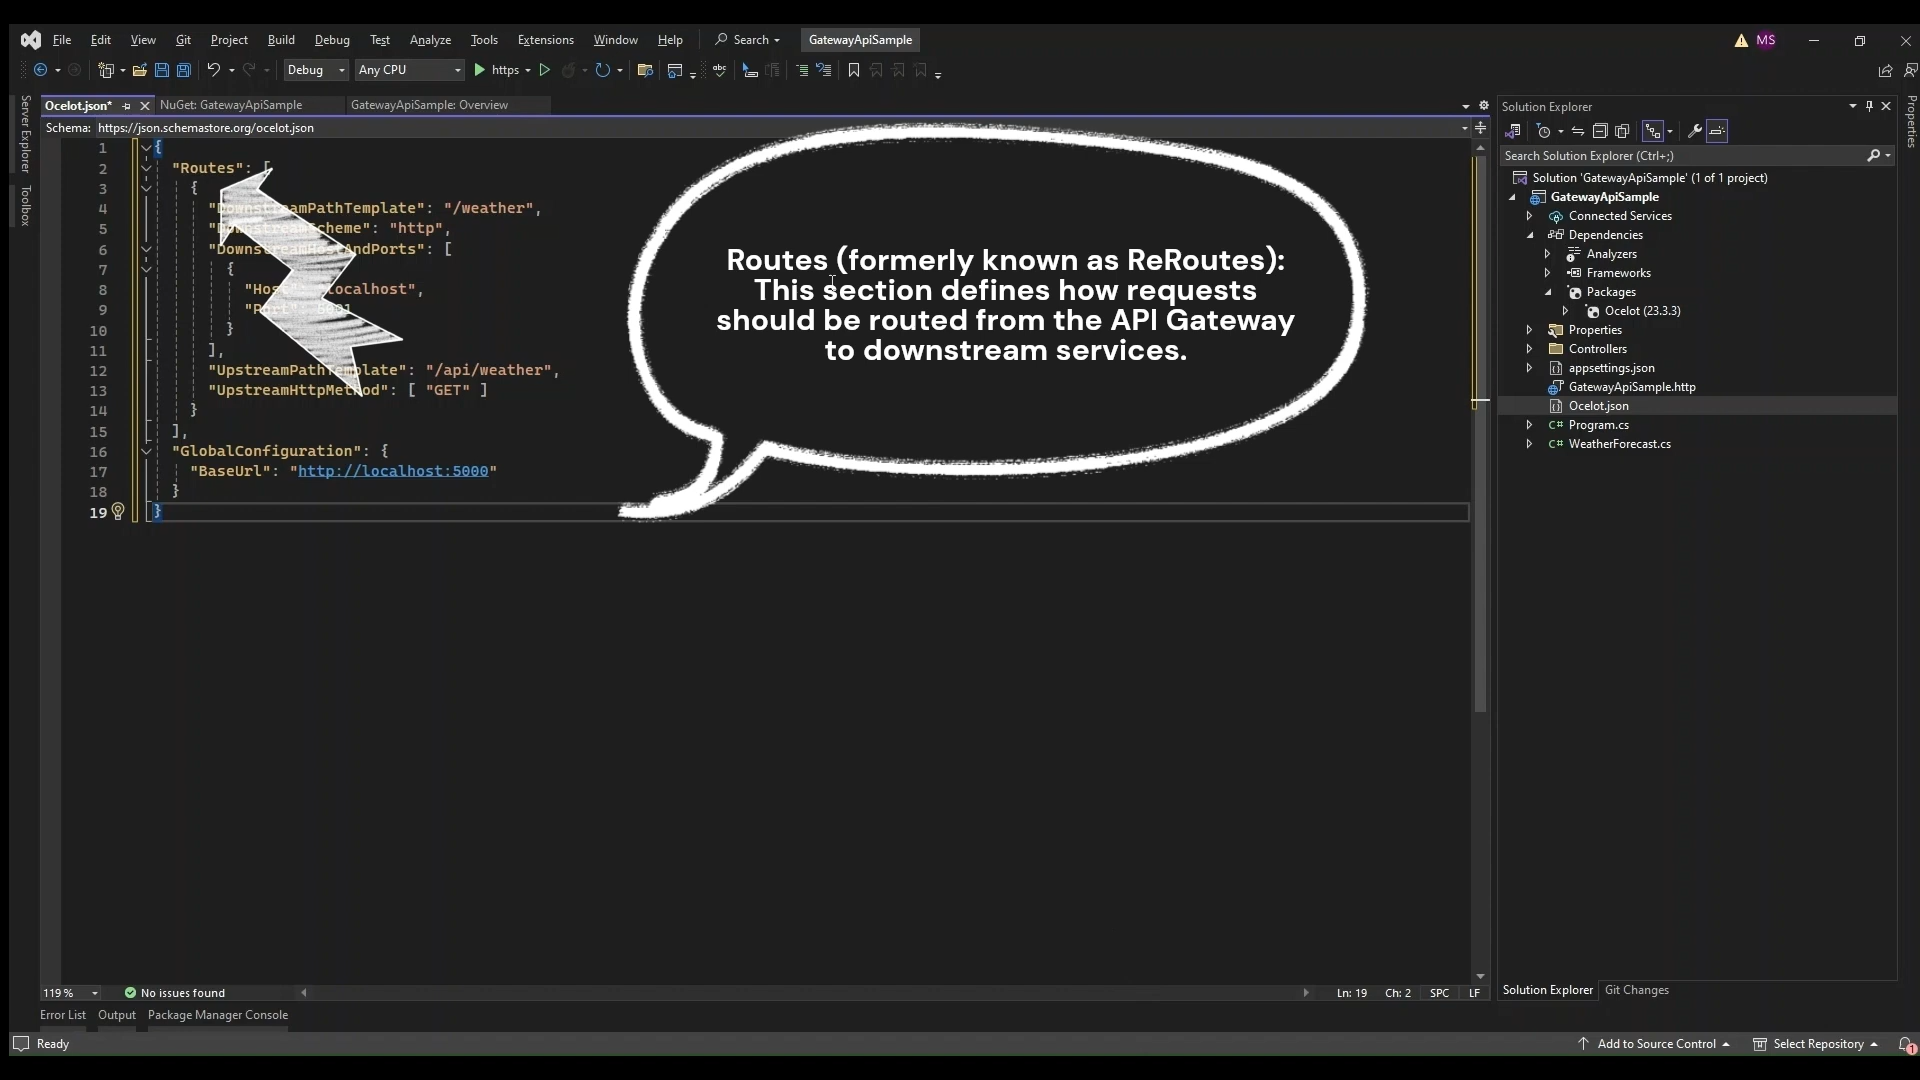 File Edit View Git Project Build Debug Test Analyze Tools Extensions Window Help Search GatewayApiSample MS
Debug Any CPU https
Ocelot.json* NuGet: GatewayApiSample GatewayApiSample: Overview
Schema: https://json.schemastore.org/ocelot.json
Server Explorer
Toolbox
1 {
2 "Routes": [
3 {
4 "DownstreamPathTemplate": "/weather",
5 "DownstreamScheme": "http",
6 "DownstreamHostAndPorts": [
7 {
8 "Host": "localhost",
9 "Port":
10 }
11 ],
12 "UpstreamPathTemplate": "/api/weather",
13 "UpstreamHttpMethod": [ "GET" ]
14 }
15 ],
16 "GlobalConfiguration": {
17 "BaseUrl": "http://localhost:5000"
18 }
19 }
Routes (formerly known as ReRoutes):
This section defines how requests
should be routed from the API Gateway
to downstream services.
Solution Explorer
Search Solution Explorer (Ctrl+;)
Solution 'GatewayApiSample' (1 of 1 project)
GatewayApiSample
Connected Services
Dependencies
Analyzers
Frameworks
Packages
Ocelot (23.3.3)
Properties
Controllers
appsettings.json
GatewayApiSample.http
Ocelot.json
C# Program.cs
C# WeatherForecast.cs
Properties
Solution Explorer Git Changes
119 % No issues found Ln: 19 Ch: 2 SPC LF
Error List Output Package Manager Console
Ready Add to Source Control Select Repository 1